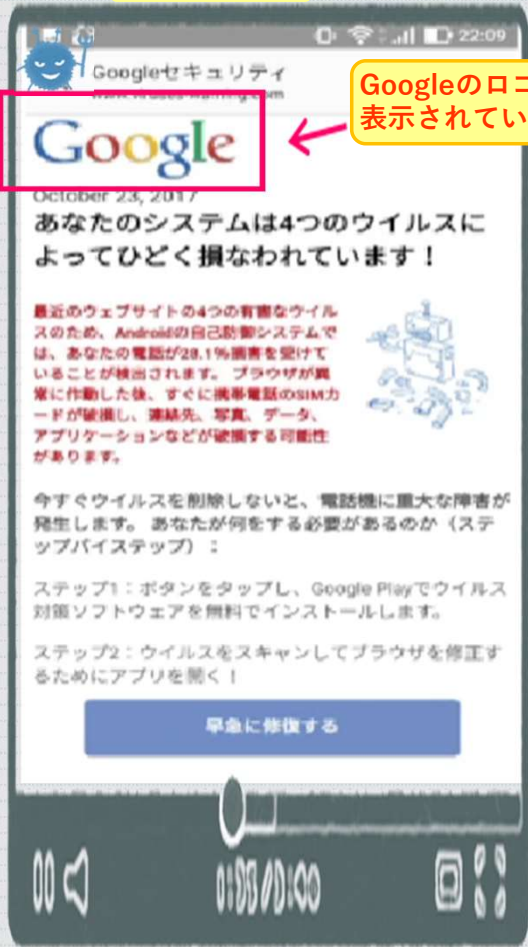 22:09
Googleセキュリティ
Googleのロゴ
表示されてい
Google
October 23, 2017
あなたのシステムは4つのウイルスに
よってひどく損なわれています！
最近のウェブサイトの4つの有害なウイル
スのため、Androidの自己防御システムで
は、あなたの電話が28.1%損害を受けて
いることが検出されます。 ブラウザが異
常に作動した後、すぐに携帯電話のSIMカ
ードが破損し、連絡先、写真、データ、
アプリケーションなどが破損する可能性
があります。
今すぐウイルスを削除しないと、電話機に重大な障害が
発生します。 あなたが何をする必要があるのか（ステ
ップバイステップ）：
ステップ1：ボタンをタップし、Google Playでウイルス
対策ソフトウェアを無料でインストールします。
ステップ2：ウイルスをスキャンしてブラウザを修正す
るためにアプリを開く！
早急に修復する